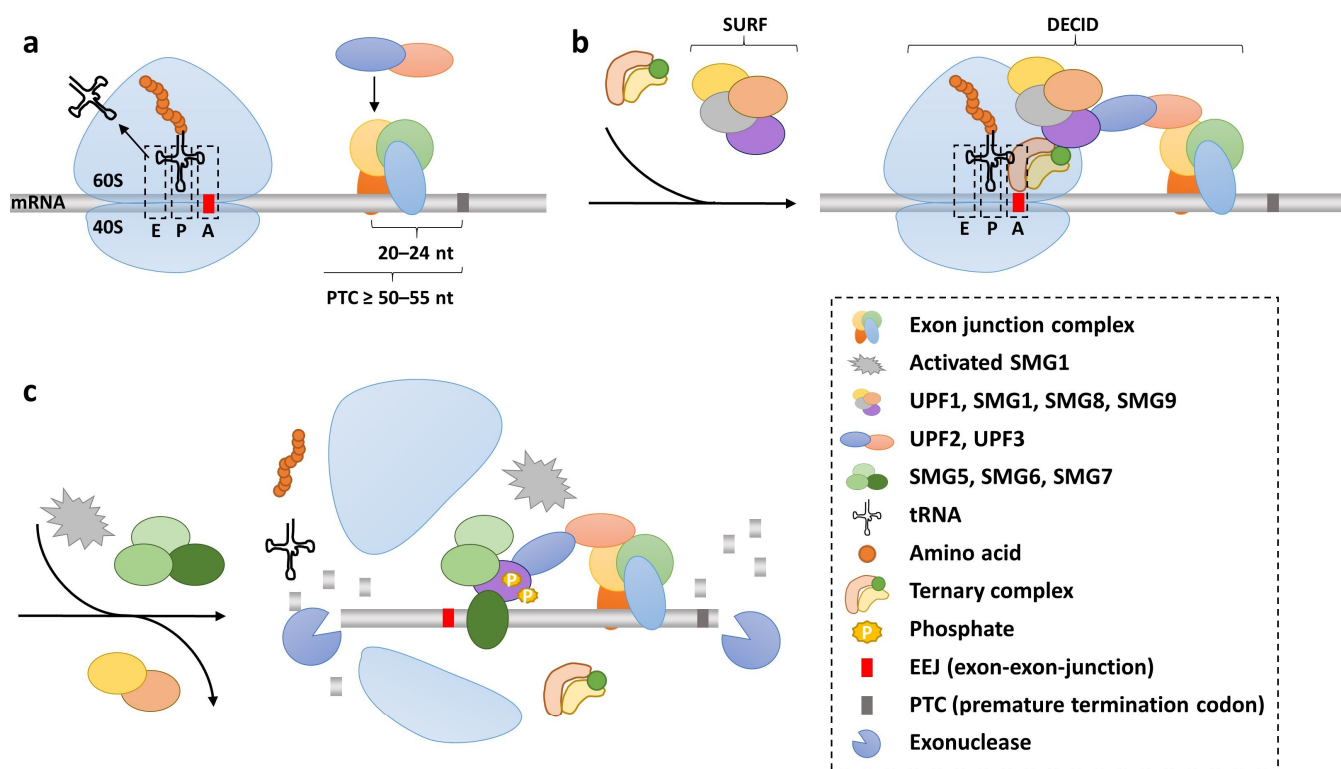 a
60S
mRNA
40S
E P A
20–24 nt
PTC ≥ 50–55 nt
b
SURF
DECID
E P A
c
P
P
Exon junction complex
Activated SMG1
UPF1, SMG1, SMG8, SMG9
UPF2, UPF3
SMG5, SMG6, SMG7
tRNA
Amino acid
Ternary complex
P Phosphate
EEJ (exon-exon-junction)
PTC (premature termination codon)
Exonuclease